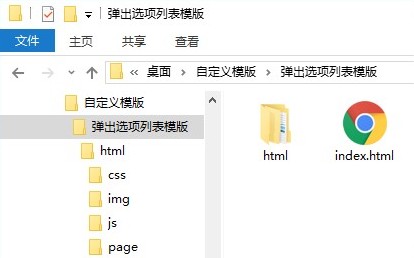 弹出选项列表模版
文件 主页 共享 查看
« 桌面 › 自定义模版 › 弹出选项列表模版 ›
自定义模版
弹出选项列表模版
html
css
img
js
page
html
index.html